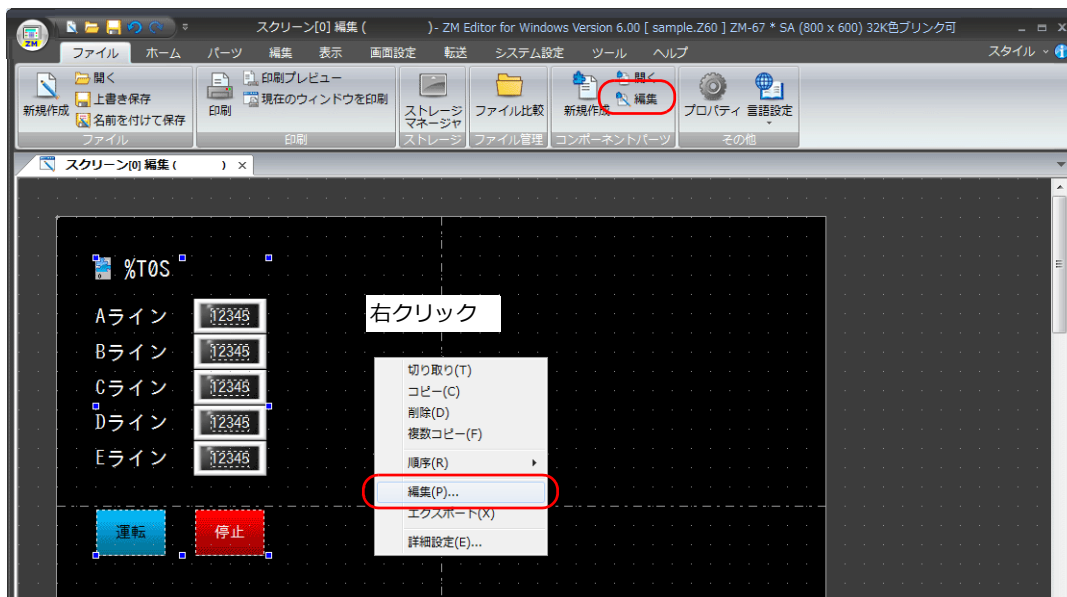 スクリーン[0] 編集 ( ) - ZM Editor for Windows Version 6.00 [ sample.Z60 ] ZM-67 * SA (800 x 600) 32K色ブリンク可
ZM
ファイル ホーム パーツ 編集 表示 画面設定 転送 システム設定 ツール ヘルプ スタイル
新規作成
開く
上書き保存
名前を付けて保存
ファイル
印刷
印刷プレビュー
現在のウィンドウを印刷
印刷
ストレージ
マネージャ
ストレージ
ファイル比較
ファイル管理
新規作成
開く
編集
コンポーネントパーツ
プロパティ
言語設定
その他
スクリーン[0] 編集 ( ) ×
%T0S
Aライン 12345
Bライン 12345
Cライン 12345
Dライン 12345
Eライン 12345
運転 停止
右クリック
切り取り(T)
コピー(C)
削除(D)
複数コピー(F)
順序(R)
編集(P)...
エクスポート(X)
詳細設定(E)...